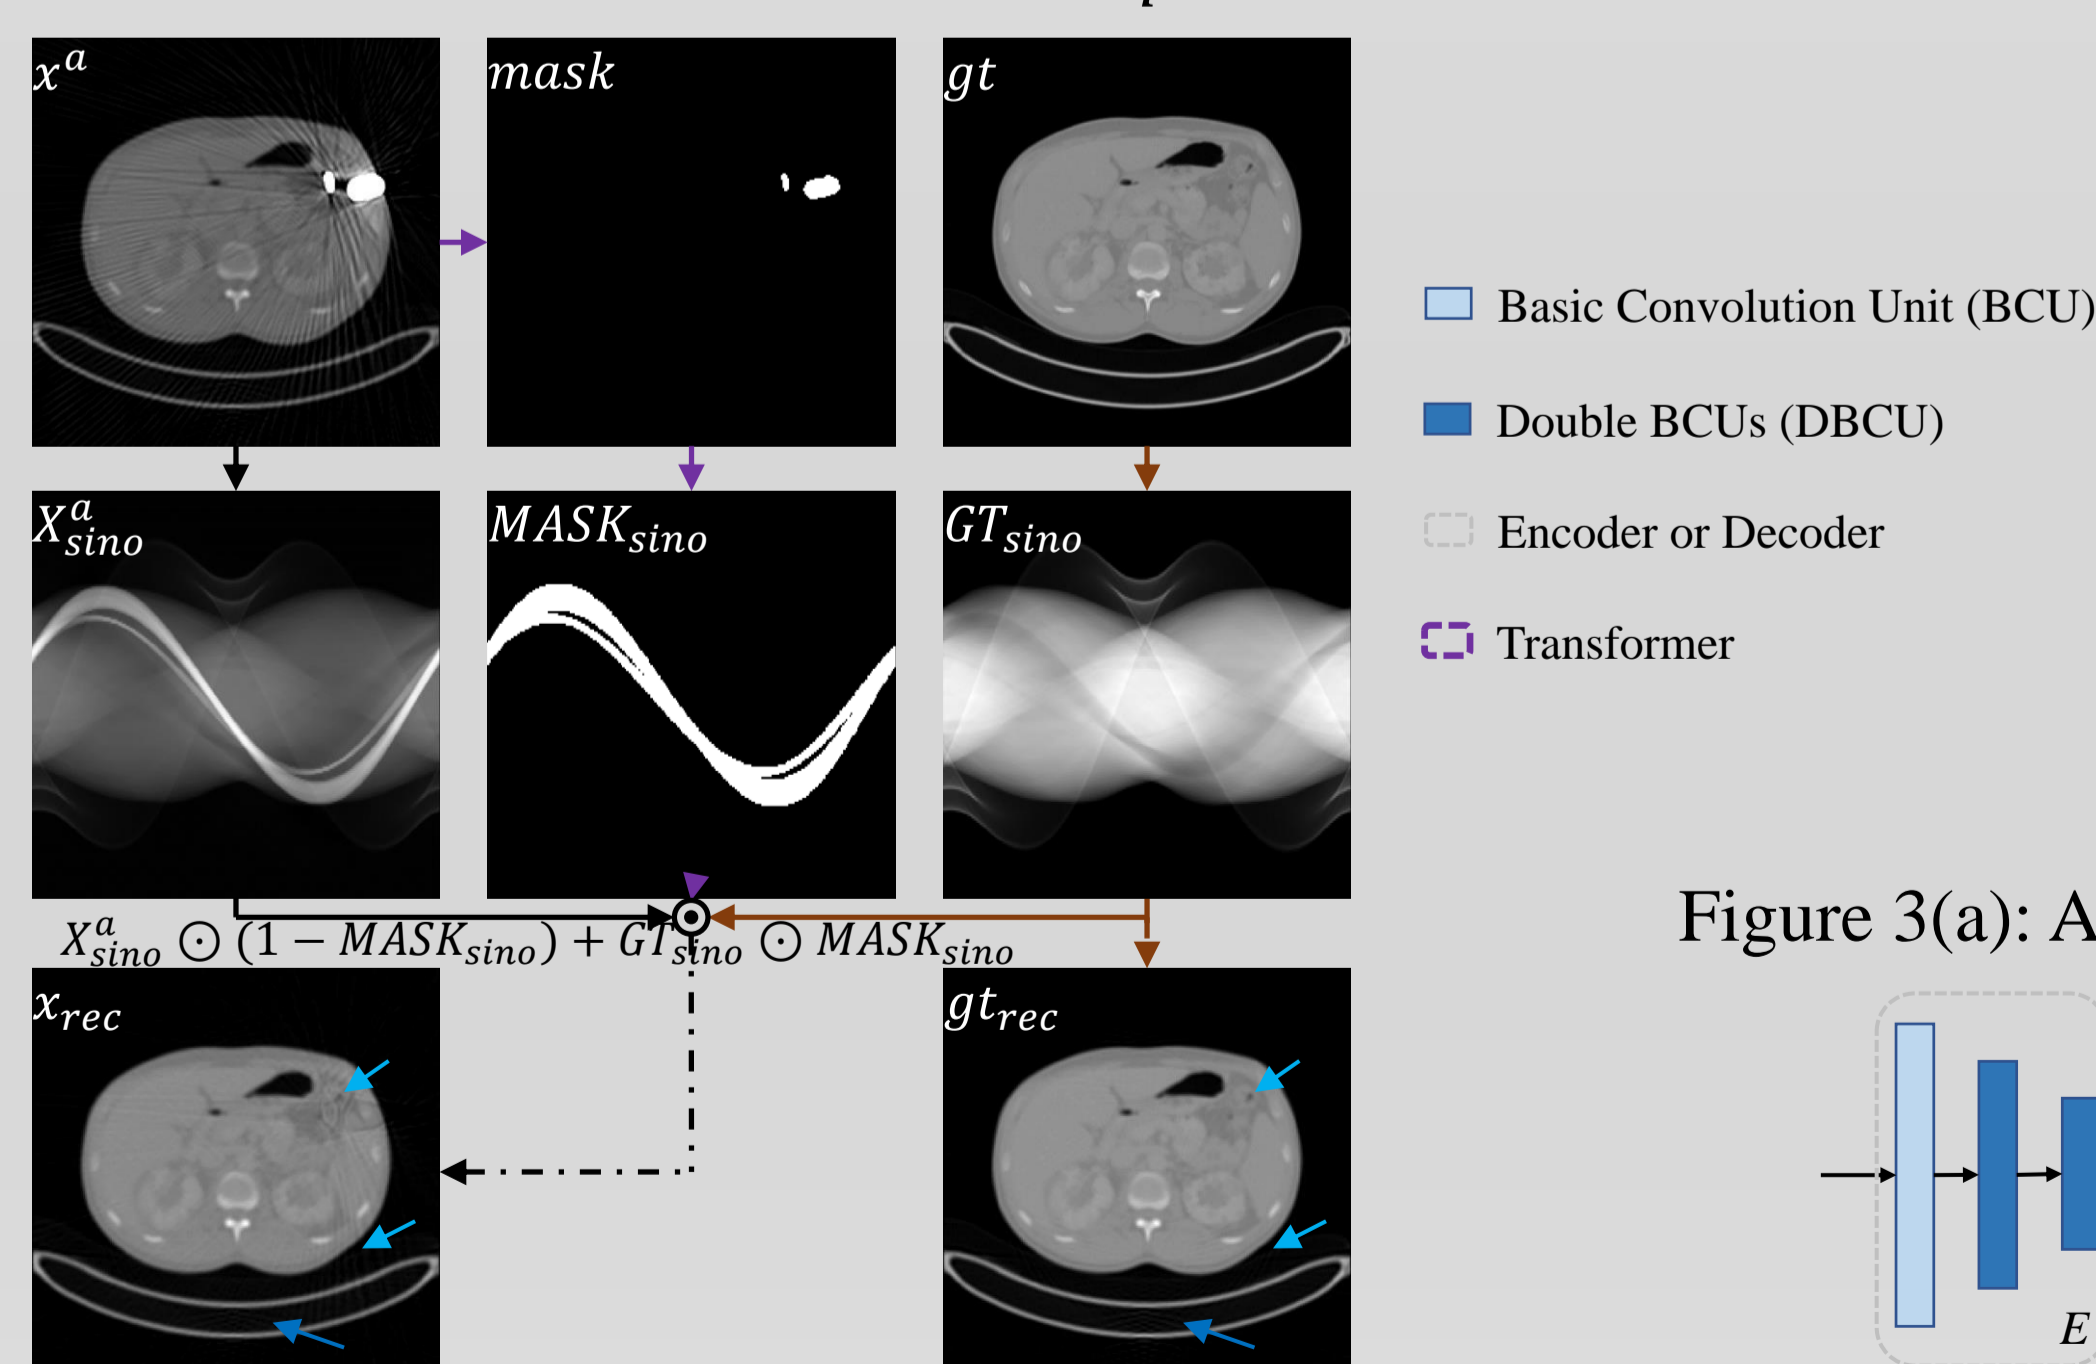 x^a
mask
gt
Basic Convolution Unit (BCU)
Double BCUs (DBCU)
X^a_sino
MASK_sino
GT_sino
Encoder or Decoder
Transformer
Figure 3(a): A
X^a_sino ⊙ (1 − MASK_sino) + GT_sino ⊙ MASK_sino
x_rec
gt_rec
E